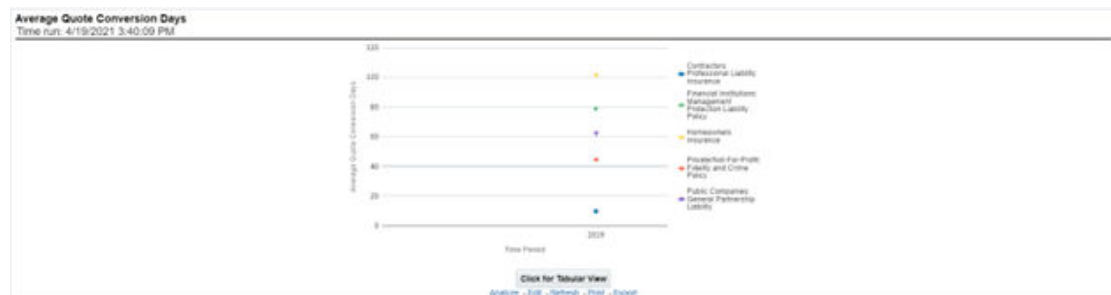 Average Quote Conversion Days
Time run: 4/19/2021 3:40:09 PM
120
100
80
60
40
20
0
Average Quote Conversion Days
2019
Time Period
Contractors
Professional Liability
Insurance
Financial Institutions
Management
Protection Liability
Policy
Homeowners
Insurance
Private/Not-For-Profit
Fidelity and Crime
Policy
Public Companies
General Partnership
Liability
Click for Tabular View
Analyze - Edit - Refresh - Print - Export